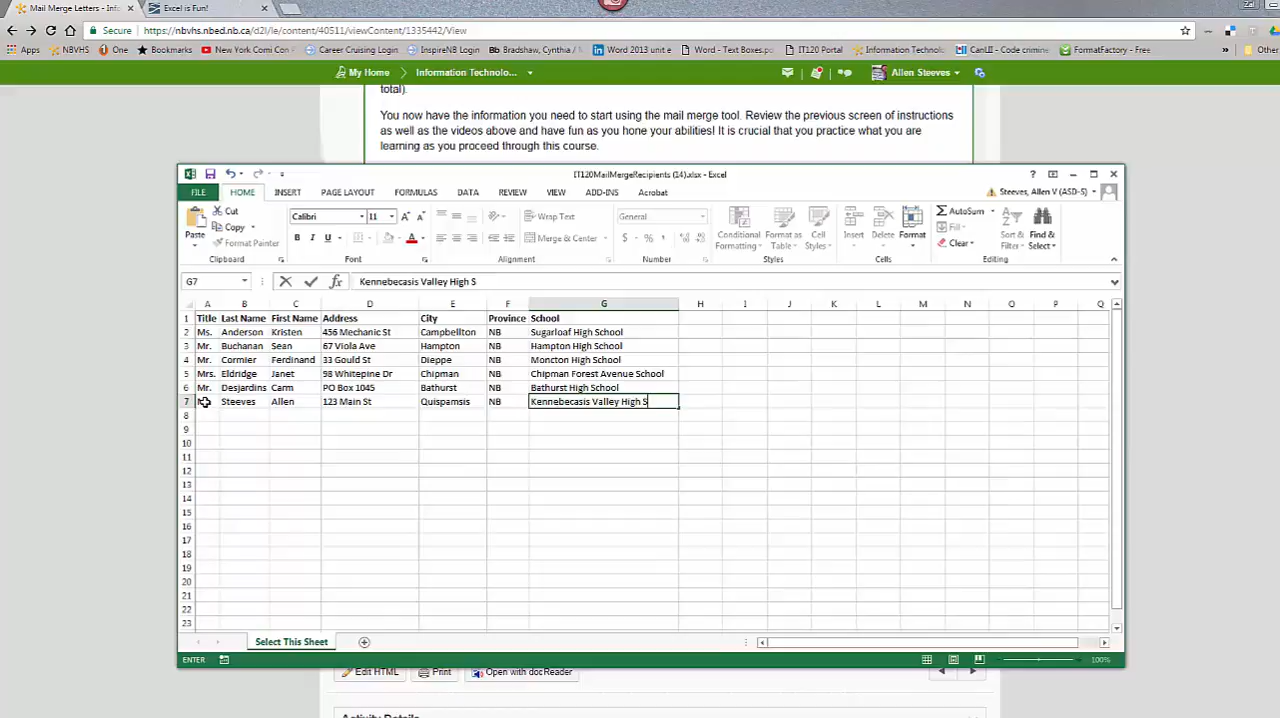 Mail Merge Letters - Info
Excel is Fun!
Secure
https://nbvhs.nbed.nb.ca/d2l/le/content/40511/viewContent/1335442/View
Apps NBVHS One Bookmarks New York Comi Con Career Cruising Login InspireNB Login Bb Bradshaw, Cynthia / Word 2013 unit e Word - Text Boxes.po IT120 Portal Information Technolo CanLII - Code crimine FormatFactory - Free » Other
My Home Information Technolo... Allen Steeves
total).
You now have the information you need to start using the mail merge tool. Review the previous screen of instructions
as well as the videos above and have fun as you hone your abilities! It is crucial that you practice what you are
learning as you proceed through this course.
IT120MailMergeRecipients (14).xlsx - Excel
FILE HOME INSERT PAGE LAYOUT FORMULAS DATA REVIEW VIEW ADD-INS Acrobat Steeves, Allen V (ASD-S)
Paste Cut Copy Format Painter
Clipboard
Calibri 11
B I U A
Font
Wrap Text
Merge & Center
Alignment
General
$ % ,
Number
Conditional Formatting Format as Table Cell Styles
Styles
Insert Delete Format
Cells
AutoSum Fill Clear Sort & Filter Find & Select
Editing
G7 fx Kennebecasis Valley High S
A B C D E F G H I J K L M N O P Q
1 Title Last Name First Name Address City Province School
2 Ms. Anderson Kristen 456 Mechanic St Campbellton NB Sugarloaf High School
3 Mr. Buchanan Sean 67 Viola Ave Hampton NB Hampton High School
4 Mr. Cormier Ferdinand 33 Gould St Dieppe NB Moncton High School
5 Mrs. Eldridge Janet 98 Whitepine Dr Chipman NB Chipman Forest Avenue School
6 Mr. Desjardins Carm PO Box 1045 Bathurst NB Bathurst High School
7 Steeves Allen 123 Main St Quispamsis NB Kennebecasis Valley High S
8
9
10
11
12
13
14
15
16
17
18
19
20
21
22
23
Select This Sheet
ENTER 100%
Edit HTML Print Open with docReader
Activity Details